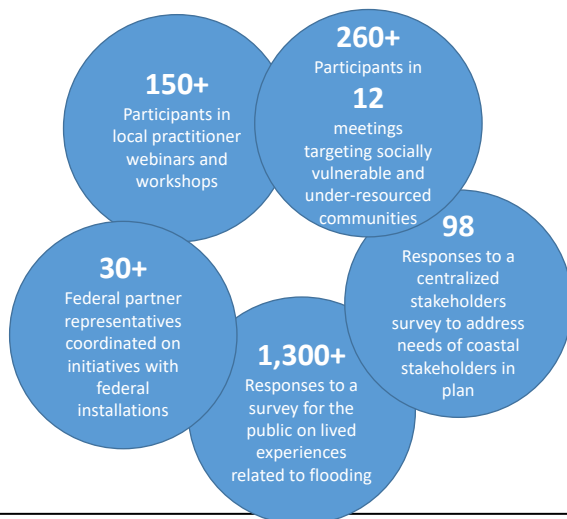 150+
Participants in
local practitioner
webinars and
workshops
260+
Participants in
12
meetings
targeting socially
vulnerable and
under-resourced
communities
98
Responses to a
centralized
stakeholders
survey to address
needs of coastal
stakeholders in
plan
1,300+
Responses to a
survey for the
public on lived
experiences
related to flooding
30+
Federal partner
representatives
coordinated on
initiatives with
federal
installations